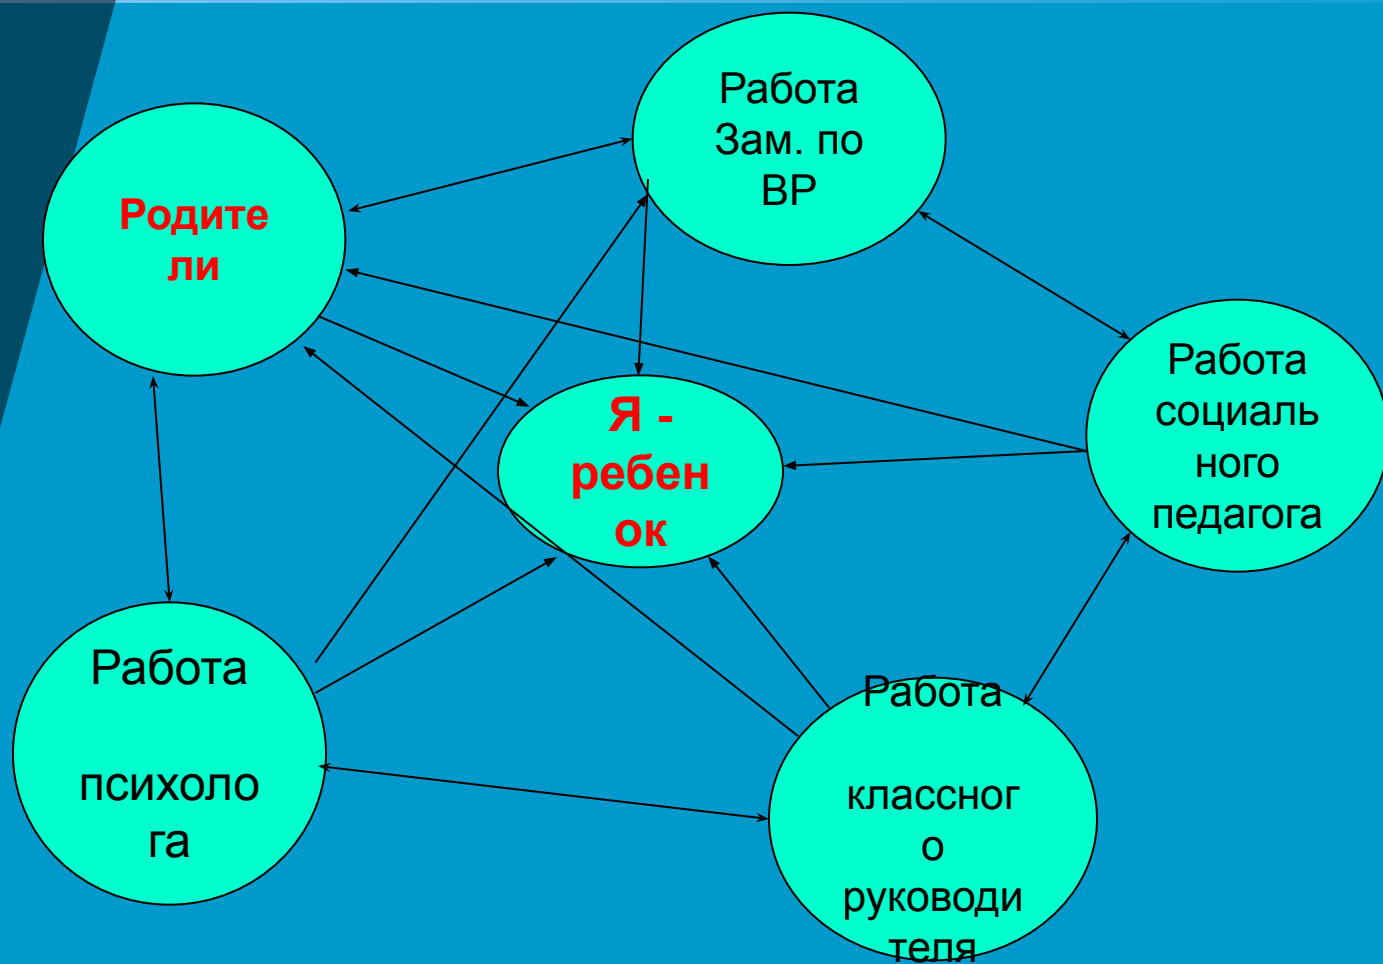 Работа
Зам. по
ВР
Родите
ли
Работа
социаль
ного
педагога
Я -
ребен
ок
Работа
психоло
га
Работа
классног
о
руководи
теля